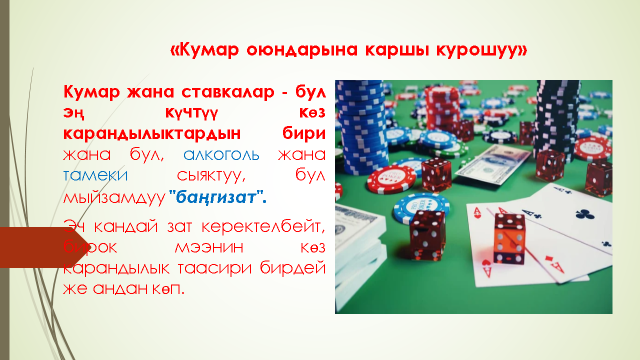 «Кумар оюндарына каршы курошуу»
Кумар жана ставкалар - бул
эң күчтүү көз
карандылыктардын бири
жана бул, алкоголь жана
тамеки сыяктуу, бул
мыйзамдуу "баңгизат".
Эч кандай зат керектелбейт,
бирок мээнин көз
карандылык таасири бирдей
же андан көп.